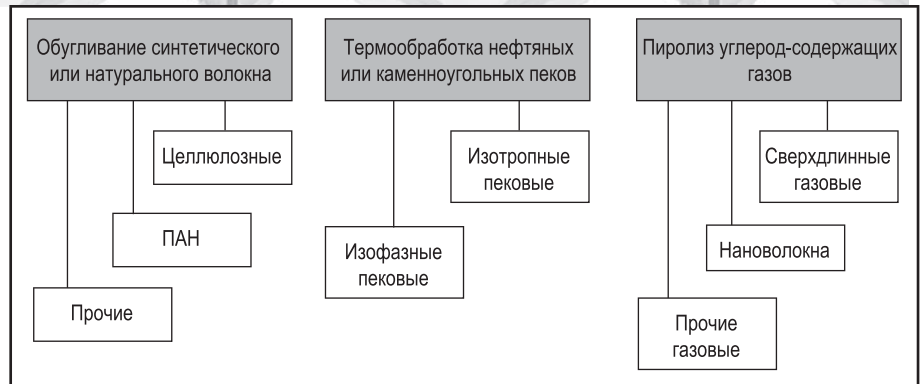 Обугливание синтетического
или натурального волокна
Целлюлозные
ПАН
Прочие
Термообработка нефтяных
или каменноугольных пеков
Изотропные
пековые
Изофазные
пековые
Пиролиз углерод-содержащих
газов
Сверхдлинные
газовые
Нановолокна
Прочие
газовые